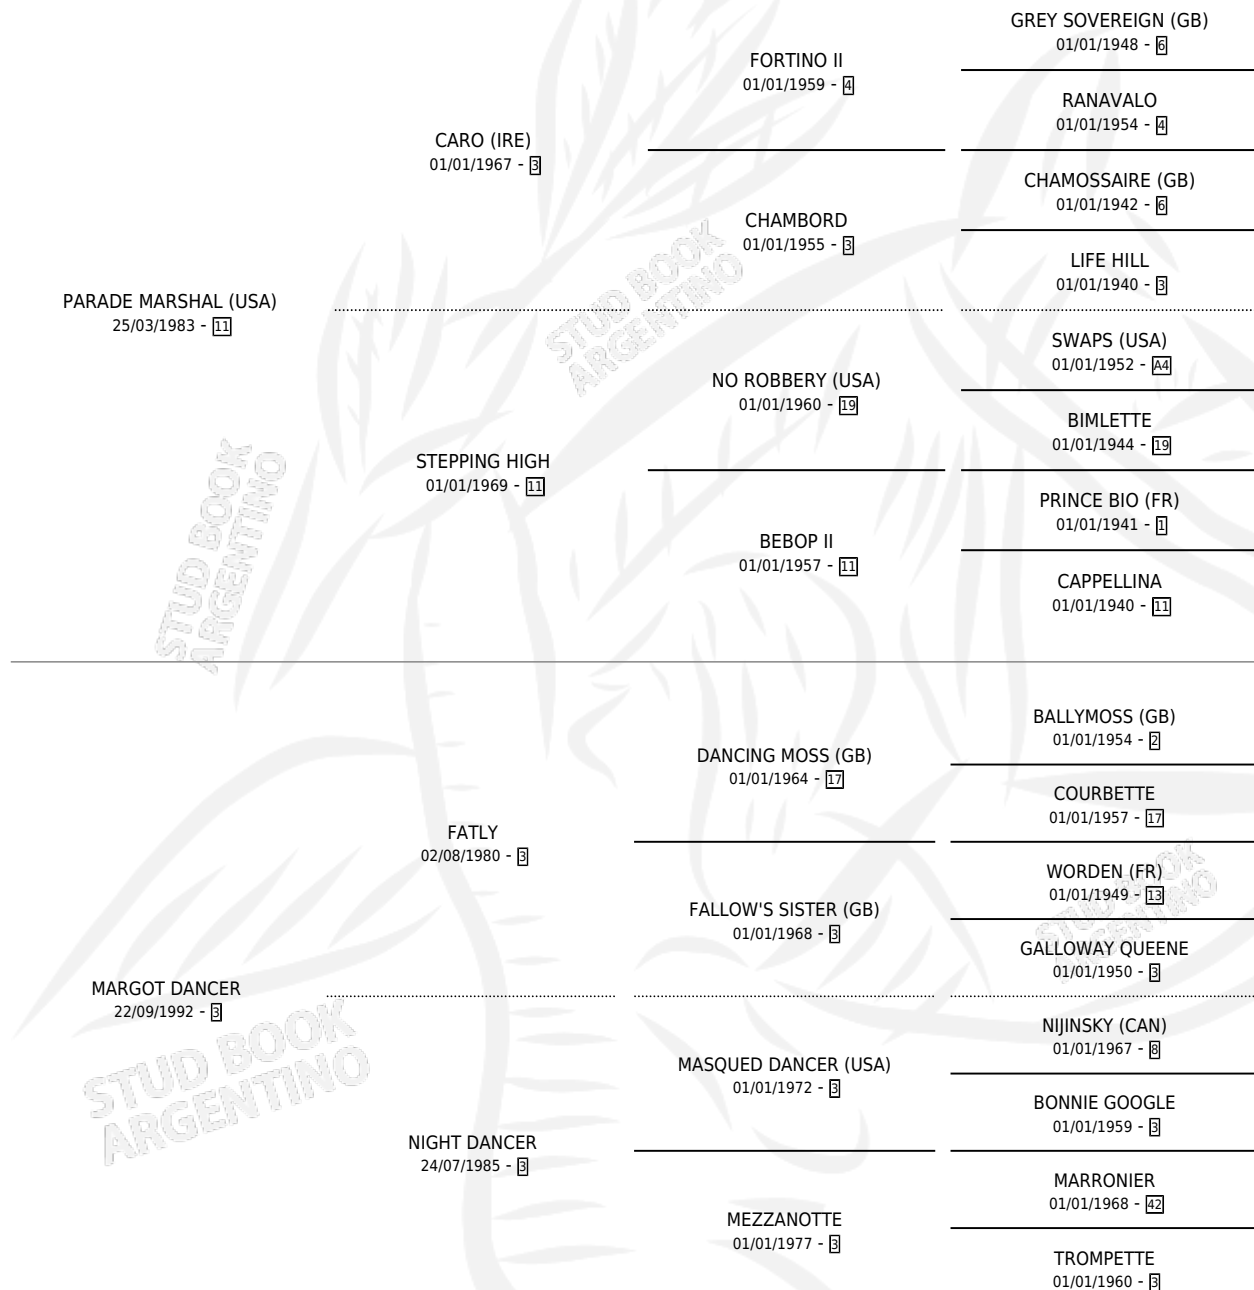 GREY SOVEREIGN (GB)
01/01/1948 - 6
FORTINO II
01/01/1959 - 4
RANAVALO
01/01/1954 - 4
CARO (IRE)
01/01/1967 - 3
CHAMOSSAIRE (GB)
01/01/1942 - 6
CHAMBORD
01/01/1955 - 3
LIFE HILL
01/01/1940 - 3
PARADE MARSHAL (USA)
25/03/1983 - 11
SWAPS (USA)
01/01/1952 - A4
NO ROBBERY (USA)
01/01/1960 - 19
BIMLETTE
01/01/1944 - 19
STEPPING HIGH
01/01/1969 - 11
PRINCE BIO (FR)
01/01/1941 - 1
BEBOP II
01/01/1957 - 11
CAPPELLINA
01/01/1940 - 11
BALLYMOSS (GB)
01/01/1954 - 2
DANCING MOSS (GB)
01/01/1964 - 17
COURBETTE
01/01/1957 - 17
FATLY
02/08/1980 - 3
WORDEN (FR)
01/01/1949 - 13
FALLOW'S SISTER (GB)
01/01/1968 - 3
GALLOWAY QUEENE
01/01/1950 - 3
MARGOT DANCER
22/09/1992 - 3
NIJINSKY (CAN)
01/01/1967 - 8
MASQUED DANCER (USA)
01/01/1972 - 3
BONNIE GOOGLE
01/01/1959 - 3
NIGHT DANCER
24/07/1985 - 3
MARRONIER
01/01/1968 - 42
MEZZANOTTE
01/01/1977 - 3
TROMPETTE
01/01/1960 - 3
STUD BOOK
ARGENTINO
STUD BOOK
ARGENTINO
STUD BOOK
ARGENTINO
STUD BOOK
ARGENTINO